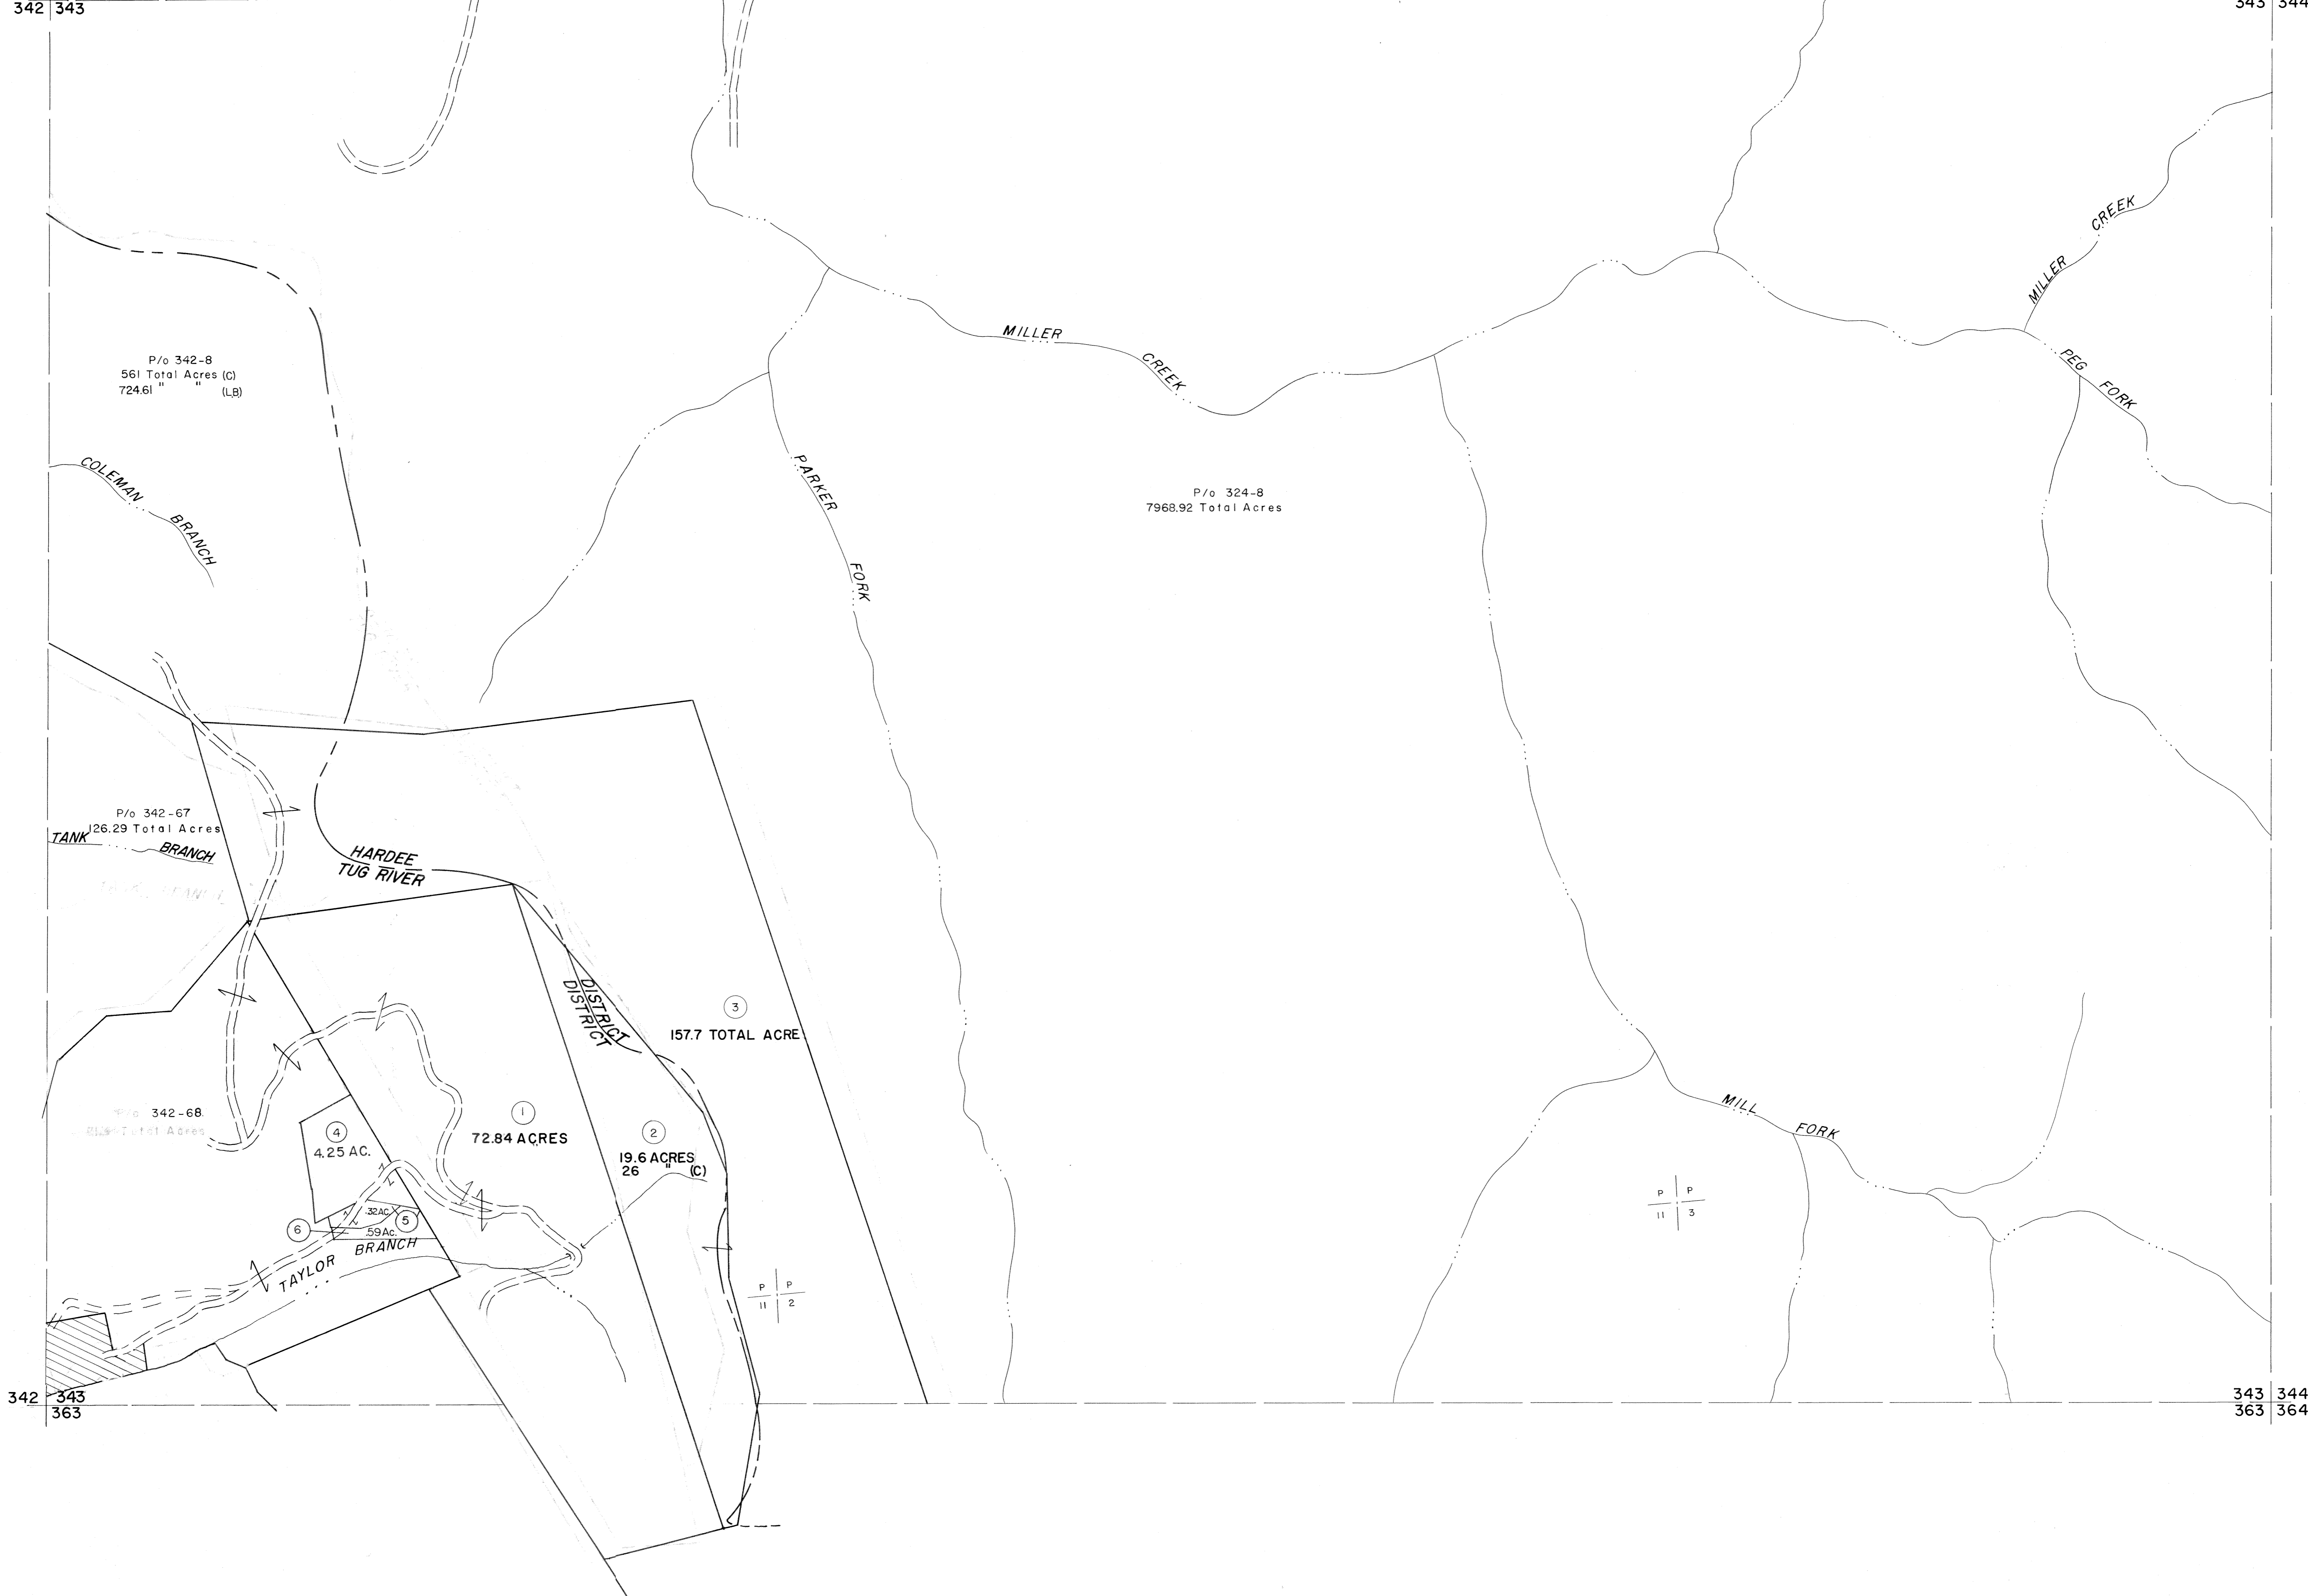 342 343
343 344
MILLER CREEK
P/o 342-8
561 Total Acres (C)
724.61 " " (L.B)
MILLER CREEK
PEG FORK
COLEMAN BRANCH
PARKER FORK
P/o 324-8
7968.92 Total Acres
P/o 342-67
126.29 Total Acres
TANK BRANCH
HARDEE
TUG RIVER
DISTRICT
DISTRICT
3
157.7 TOTAL ACRE
P/o 342-68
Total Acres
4
4.25 AC.
1
72.84 ACRES
2
19.6 ACRES
26 " (C)
MILL FORK
.32AC.
5
6
.59Ac.
TAYLOR BRANCH
P P
11 3
P P
11 2
342 343
363
343 344
363 364